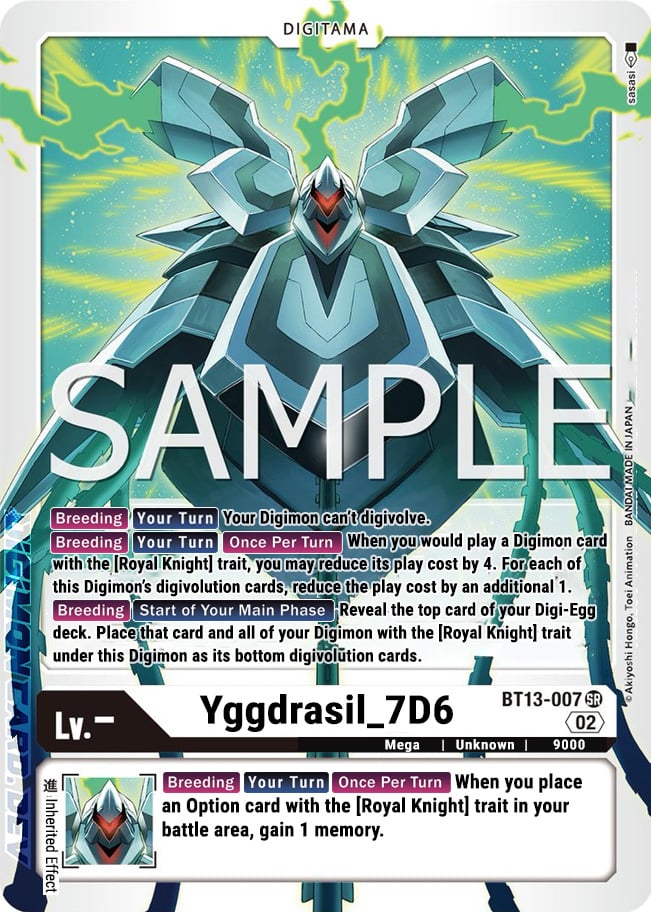 DIGITAMA
sasasi
SAMPLE
Breeding Your Turn Your Digimon can't digivolve.
Breeding Your Turn Once Per Turn When you would play a Digimon card
with the [Royal Knight] trait, you may reduce its play cost by 4. For each of
this Digimon's digivolution cards, reduce the play cost by an additional 1.
Breeding Start of Your Main Phase Reveal the top card of your Digi-Egg
deck. Place that card and all of your Digimon with the [Royal Knight] trait
under this Digimon as its bottom digivolution cards.
©Akiyoshi Hongo, Toei Animation BANDAI MADE IN JAPAN
DIGIMONCARD.DEV
Lv.-
Yggdrasil_7D6
BT13-007 SR
02
Mega | Unknown | 9000
進 Inherited Effect
Breeding Your Turn Once Per Turn When you place
an Option card with the [Royal Knight] trait in your
battle area, gain 1 memory.